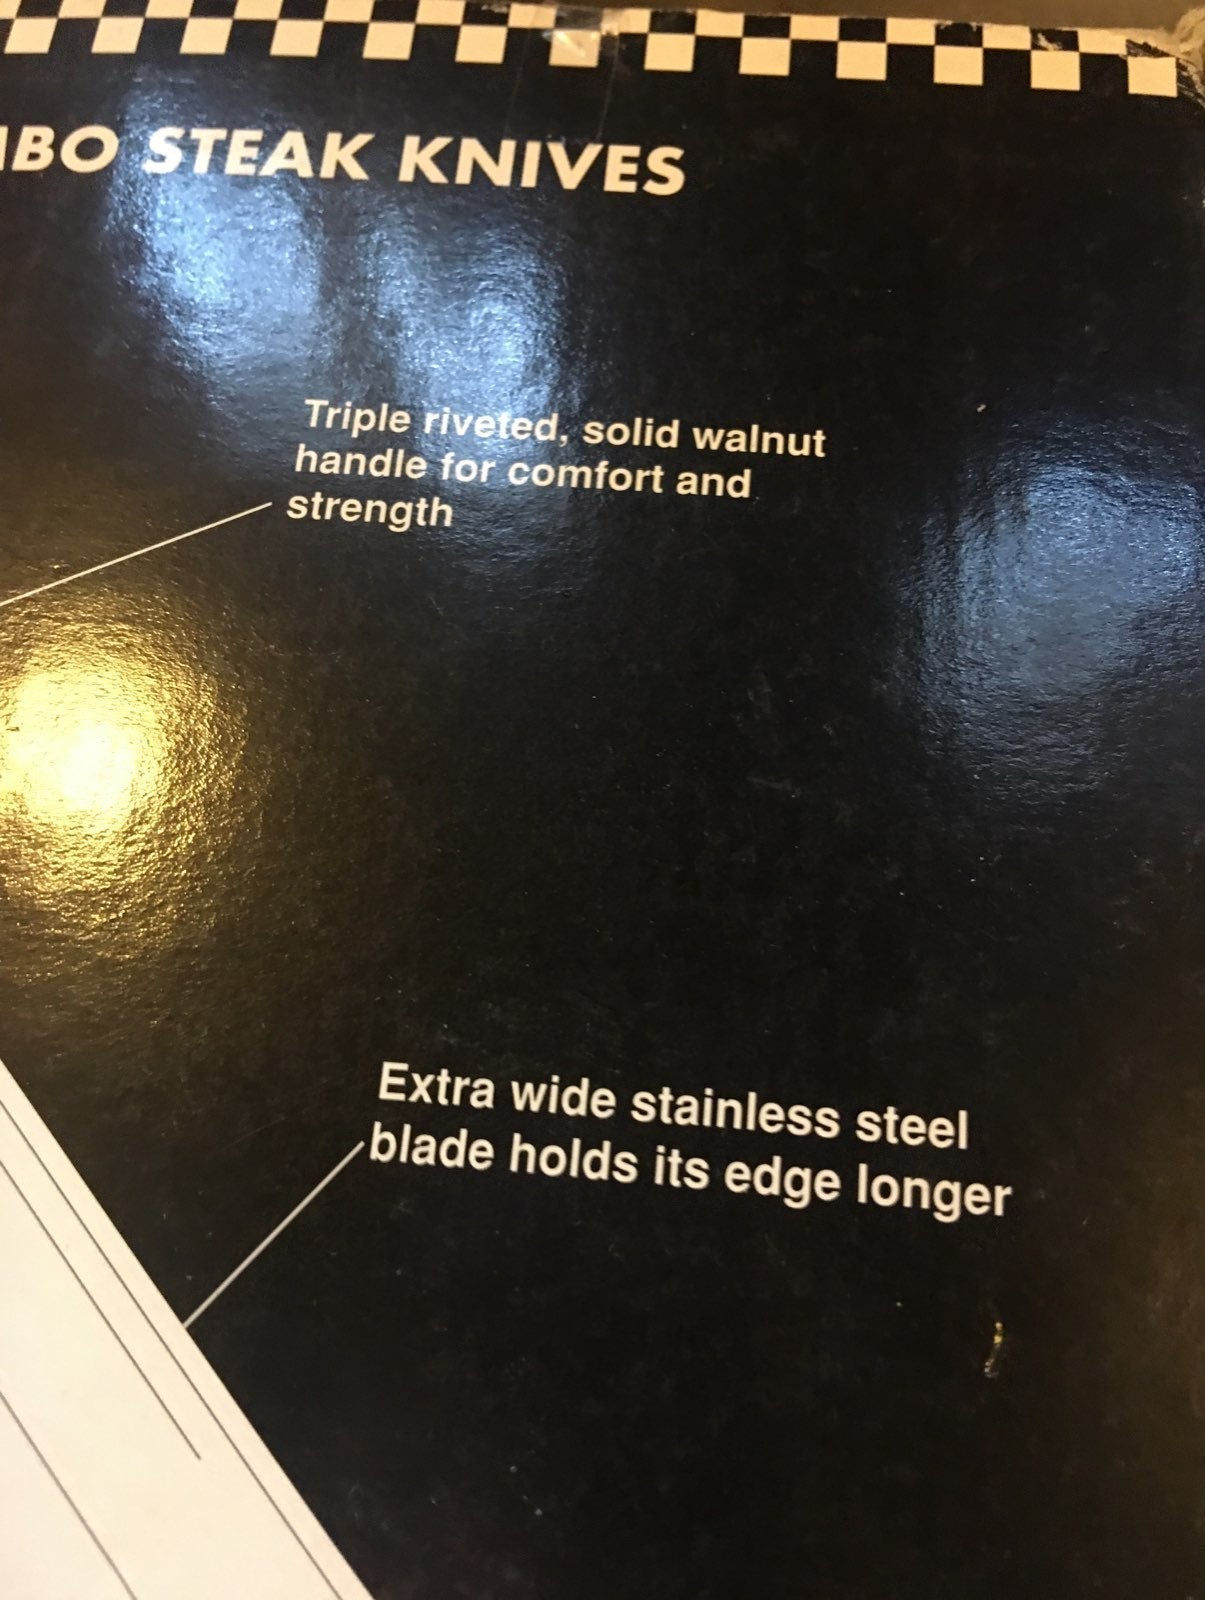 BO STEAK KNIVES
Triple riveted, solid walnut
handle for comfort and
strength
Extra wide stainless steel
blade holds its edge longer